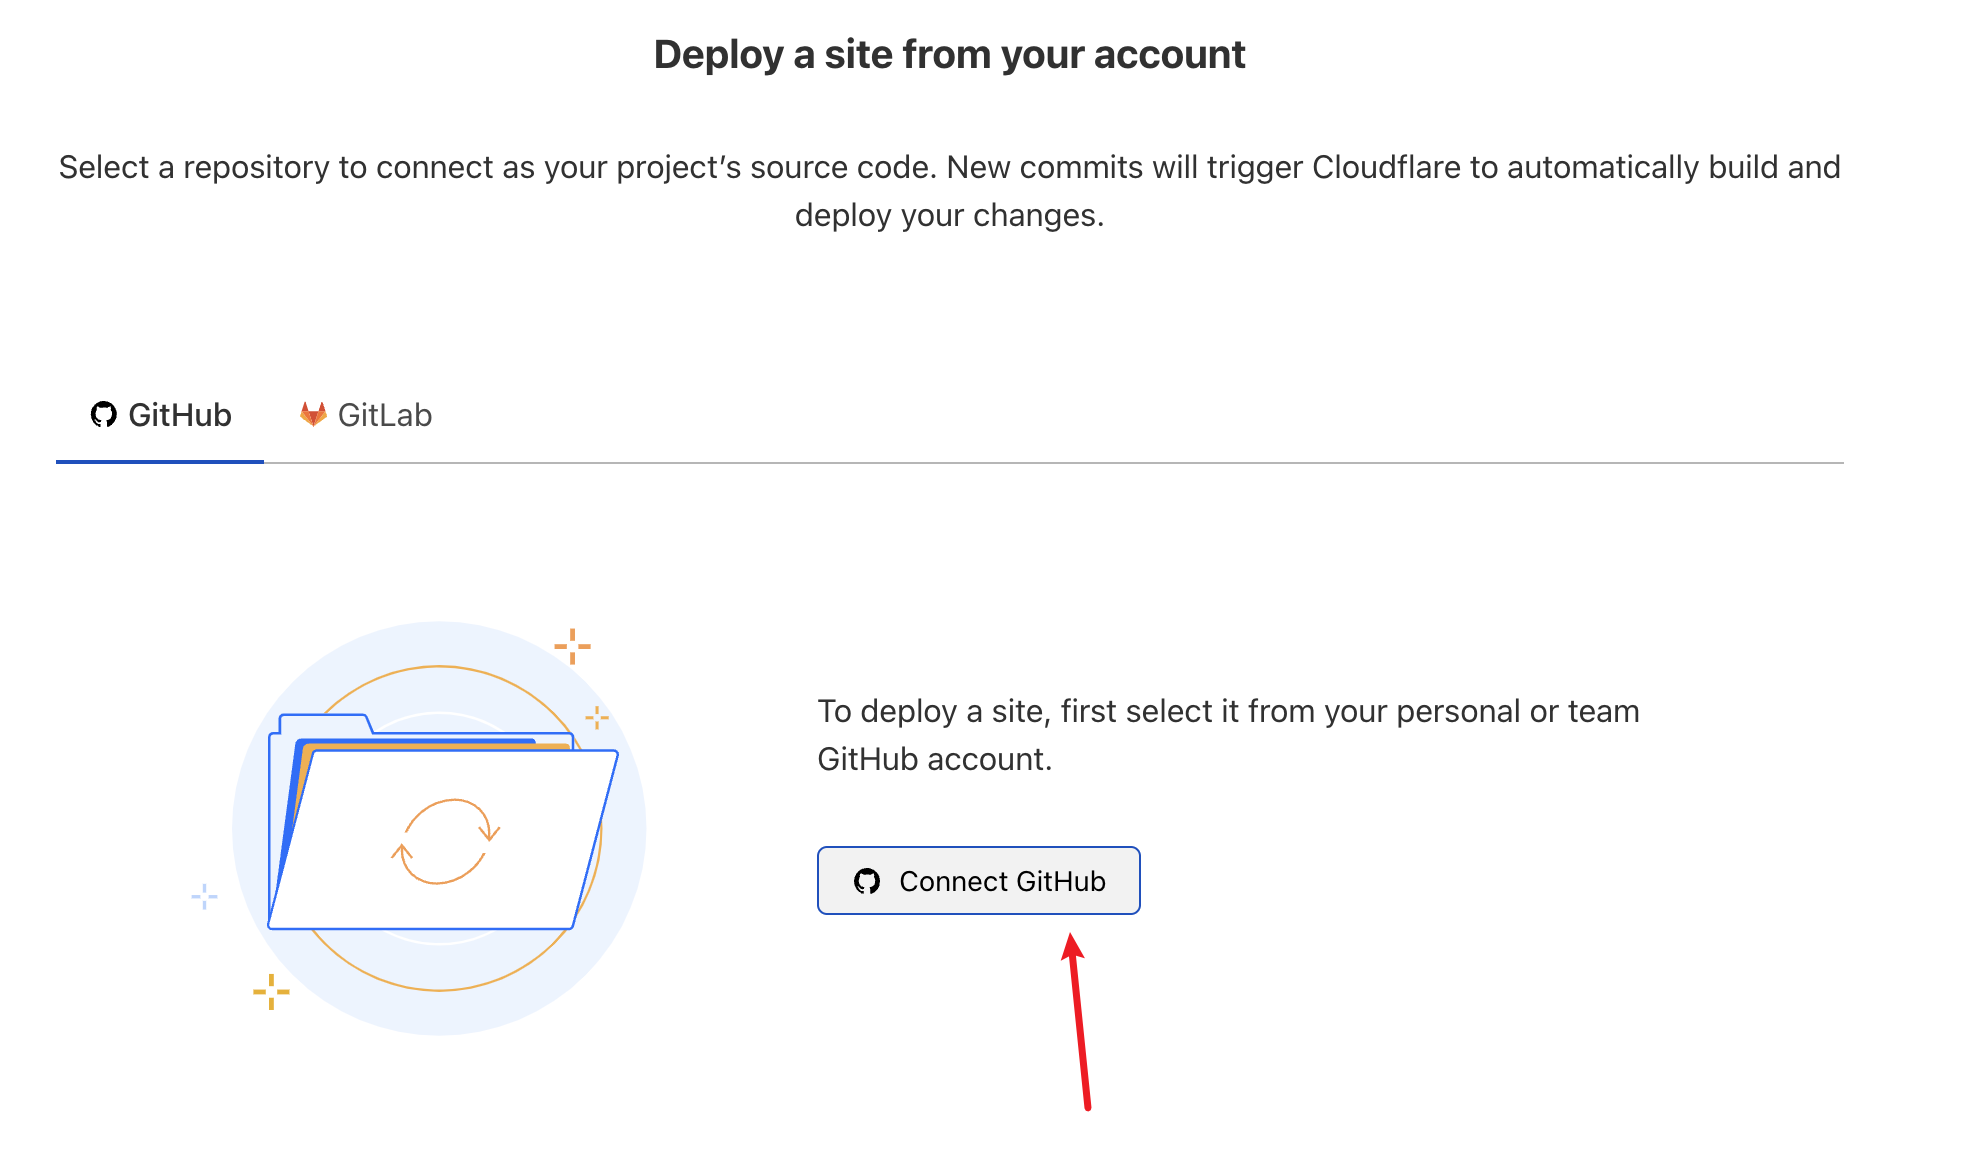 Deploy a site from your account
Select a repository to connect as your project’s source code. New commits will trigger Cloudflare to automatically build and
deploy your changes.
GitHub
GitLab
To deploy a site, first select it from your personal or team
GitHub account.
Connect GitHub